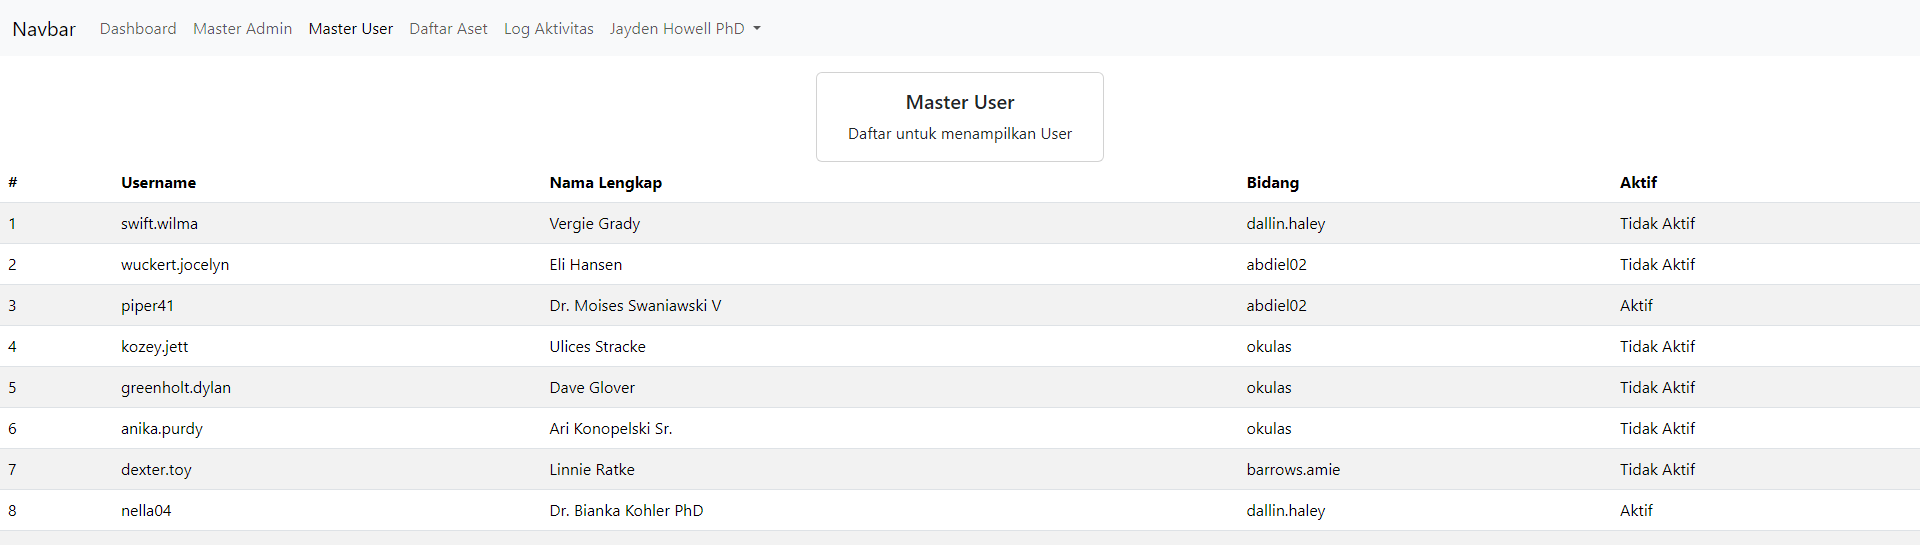 Navbar Dashboard Master Admin Master User Daftar Aset Log Aktivitas Jayden Howell PhD
Master User
Daftar untuk menampilkan User
# Username Nama Lengkap Bidang Aktif
1 swift.wilma Vergie Grady dallin.haley Tidak Aktif
2 wuckert.jocelyn Eli Hansen abdiel02 Tidak Aktif
3 piper41 Dr. Moises Swaniawski V abdiel02 Aktif
4 kozey.jett Ulices Stracke okulas Tidak Aktif
5 greenholt.dylan Dave Glover okulas Tidak Aktif
6 anika.purdy Ari Konopelski Sr. okulas Tidak Aktif
7 dexter.toy Linnie Ratke barrows.amie Tidak Aktif
8 nella04 Dr. Bianka Kohler PhD dallin.haley Aktif